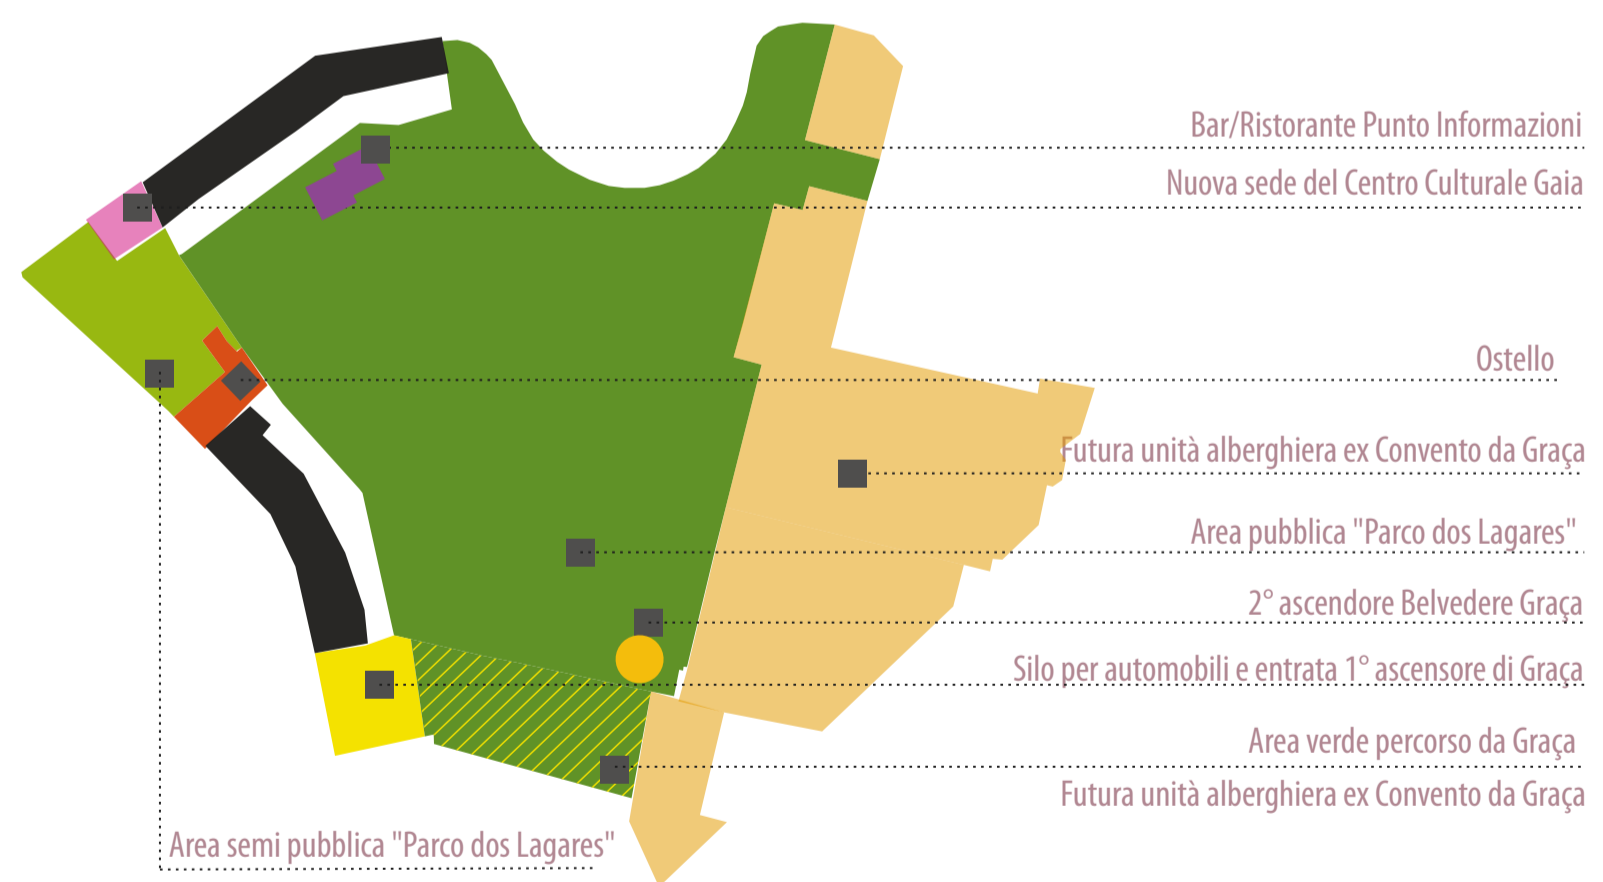 Bar/Ristorante Punto Informazioni
Nuova sede del Centro Culturale Gaia
Ostello
Futura unità alberghiera ex Convento da Graça
Area pubblica "Parco dos Lagares"
2° ascendore Belvedere Graça
Silo per automobili e entrata 1° ascensore di Graça
Area verde percorso da Graça
Futura unità alberghiera ex Convento da Graça
Area semi pubblica "Parco dos Lagares"